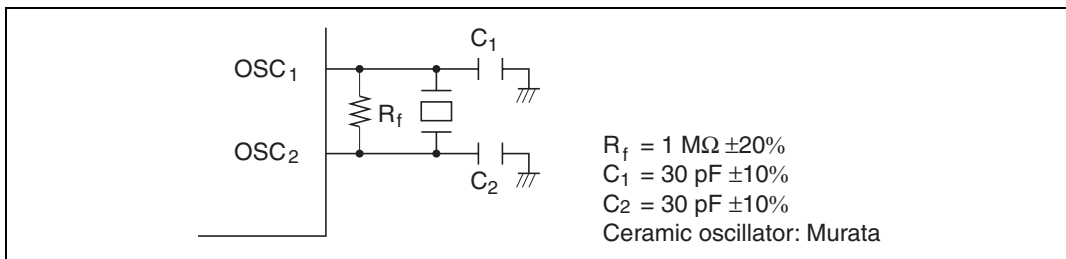 C1
OSC1
Rf
OSC2
C2
Rf = 1 MΩ ±20%
C1 = 30 pF ±10%
C2 = 30 pF ±10%
Ceramic oscillator: Murata